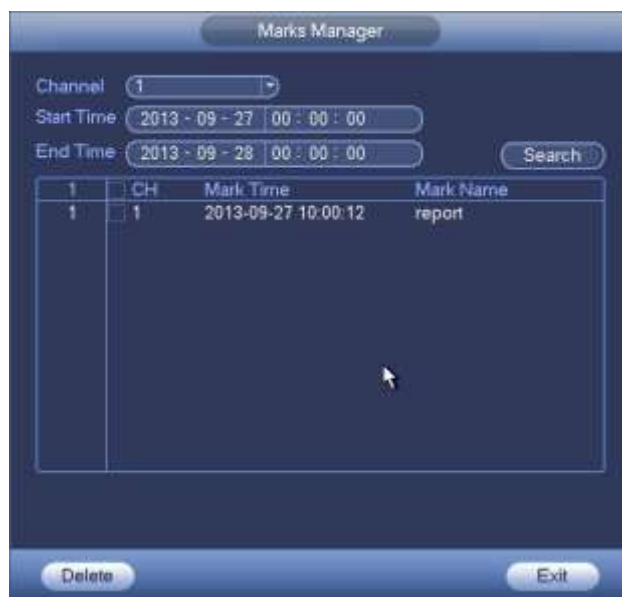 Marks Manager
Channel 1
Start Time 2013 - 09 - 27 00 : 00 : 00
End Time 2013 - 09 - 28 00 : 00 : 00
Search
1 CH Mark Time Mark Name
1 1 2013-09-27 10:00:12 report
Delete Exit